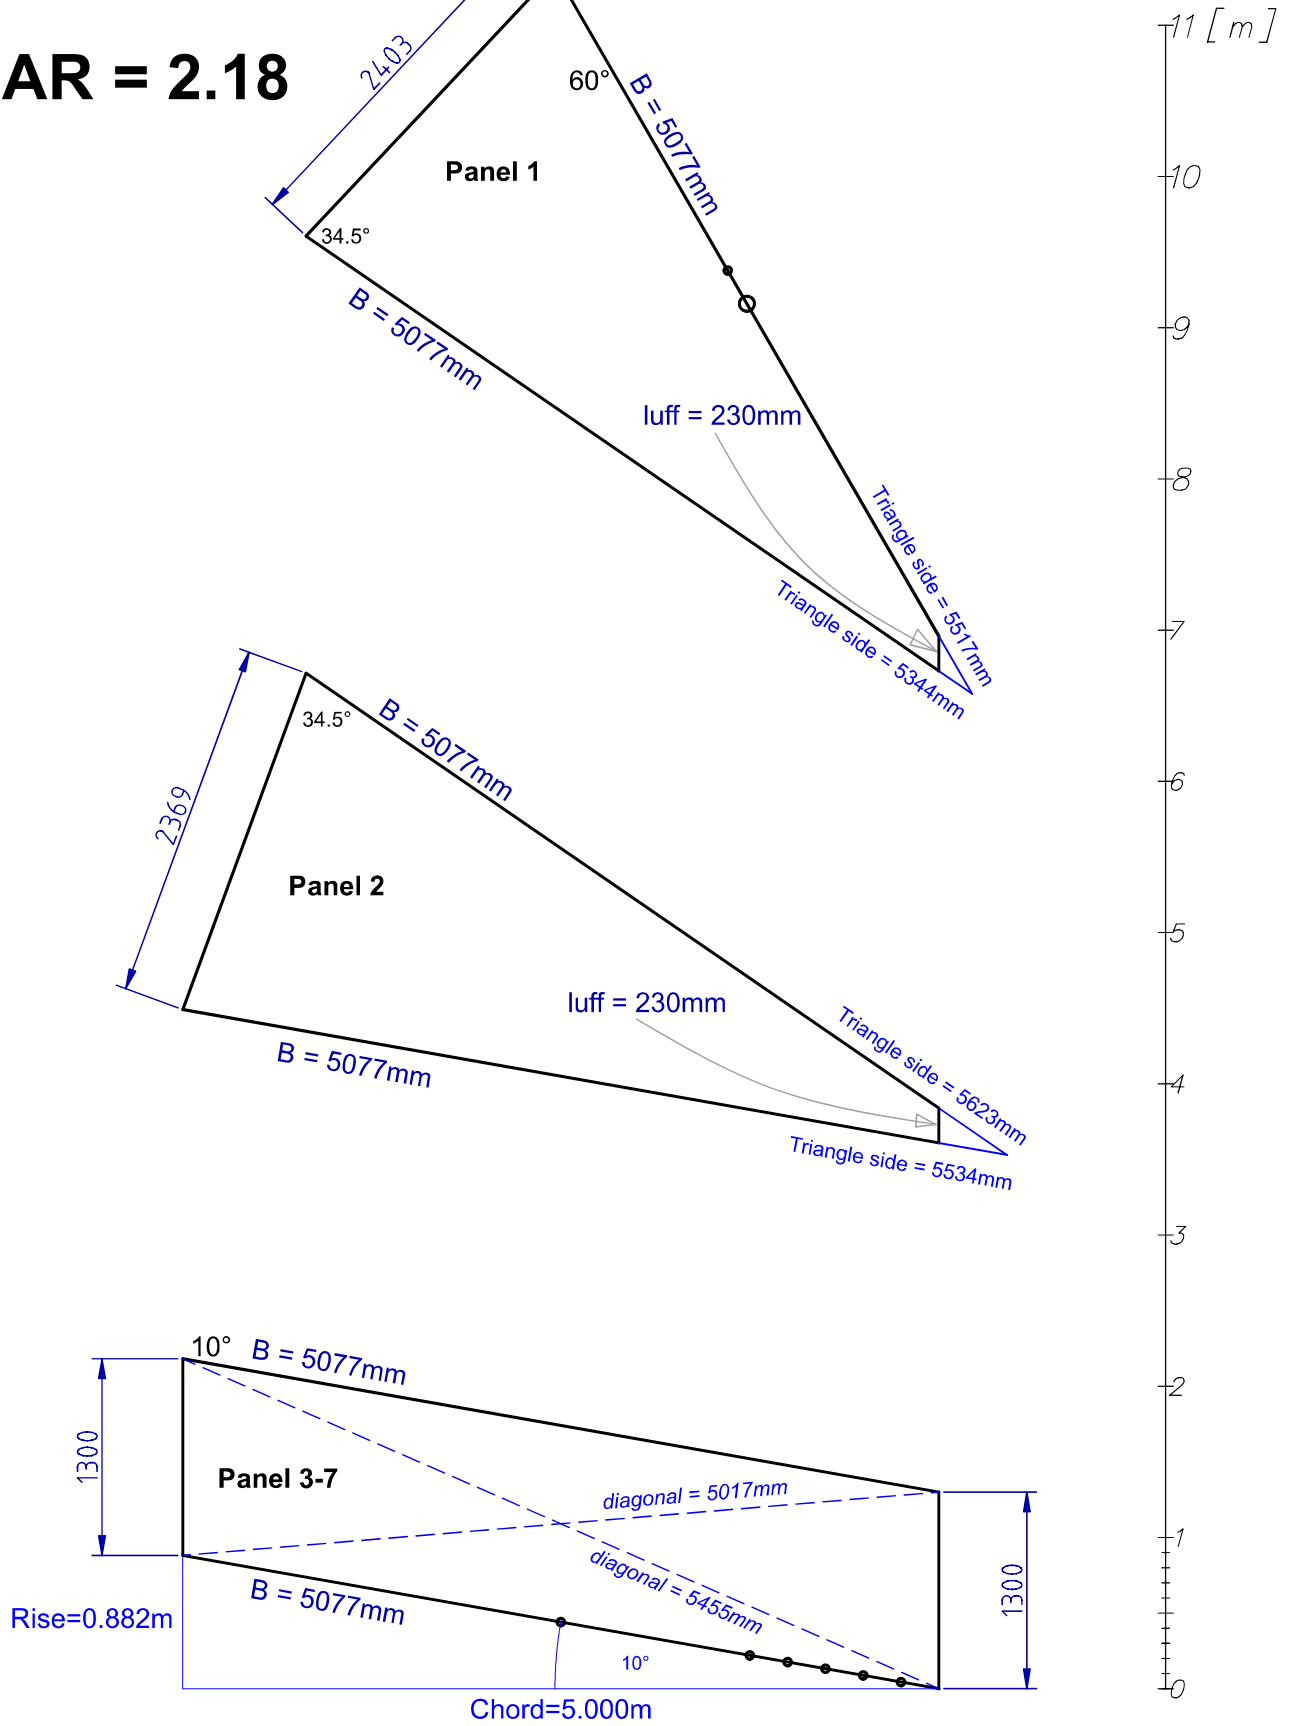 11 [m]
AR = 2.18
2403
60°
B = 5077mm
Panel 1
10
34.5°
B = 5077mm
9
luff = 230mm
8
Triangle side = 5517mm
Triangle side = 5344mm
7
34.5°
B = 5077mm
6
2369
Panel 2
5
luff = 230mm
Triangle side = 5623mm
B = 5077mm
4
Triangle side = 5534mm
3
10°
B = 5077mm
2
1300
Panel 3-7
diagonal = 5017mm
diagonal = 5455mm
1
1300
B = 5077mm
Rise=0.882m
10°
0
Chord=5.000m